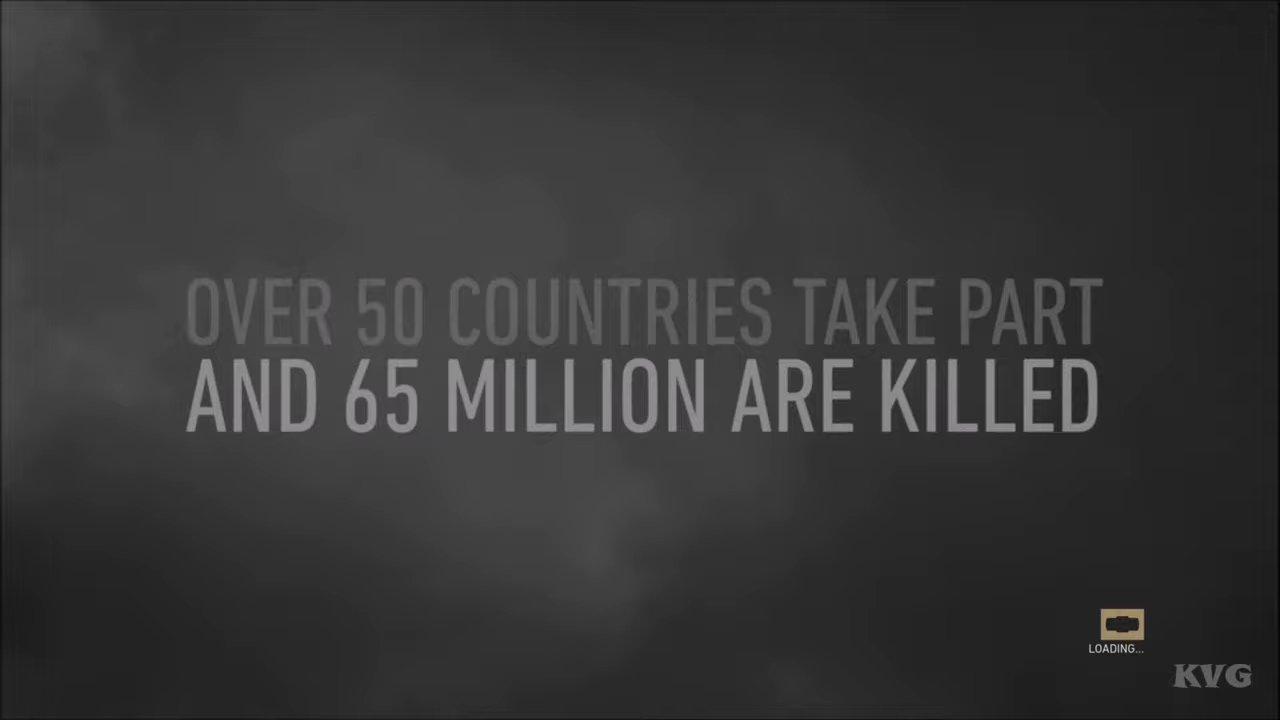 OVER 50 COUNTRIES TAKE PART
AND 65 MILLION ARE KILLED
LOADING...
KVG